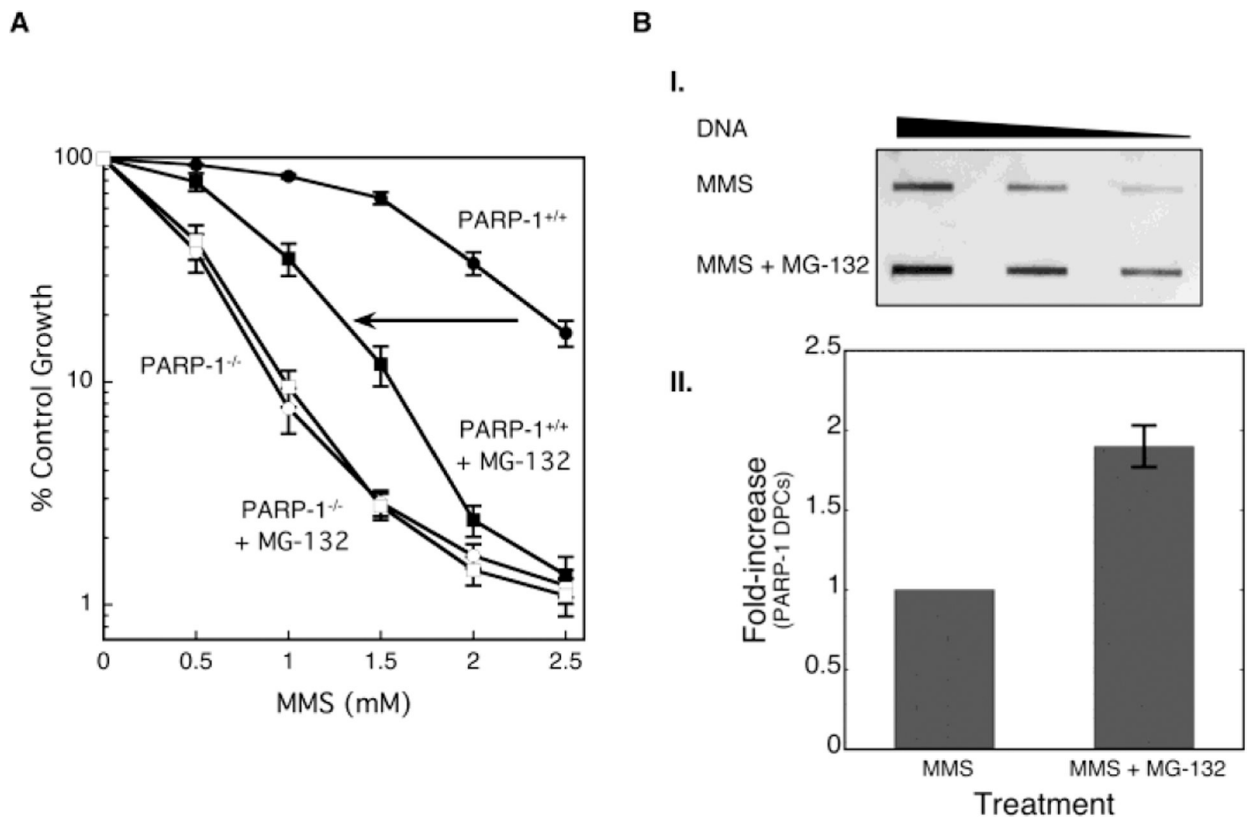 A
100
10
1
% Control Growth
0
0.5
1
1.5
2
2.5
MMS (mM)
PARP-1+/+
PARP-1-/-
PARP-1+/+
+ MG-132
PARP-1-/-
+ MG-132
B
I.
DNA
MMS
MMS + MG-132
II.
2.5
2
1.5
1
0.5
0
Fold-increase
(PARP-1 DPCs)
MMS
MMS + MG-132
Treatment